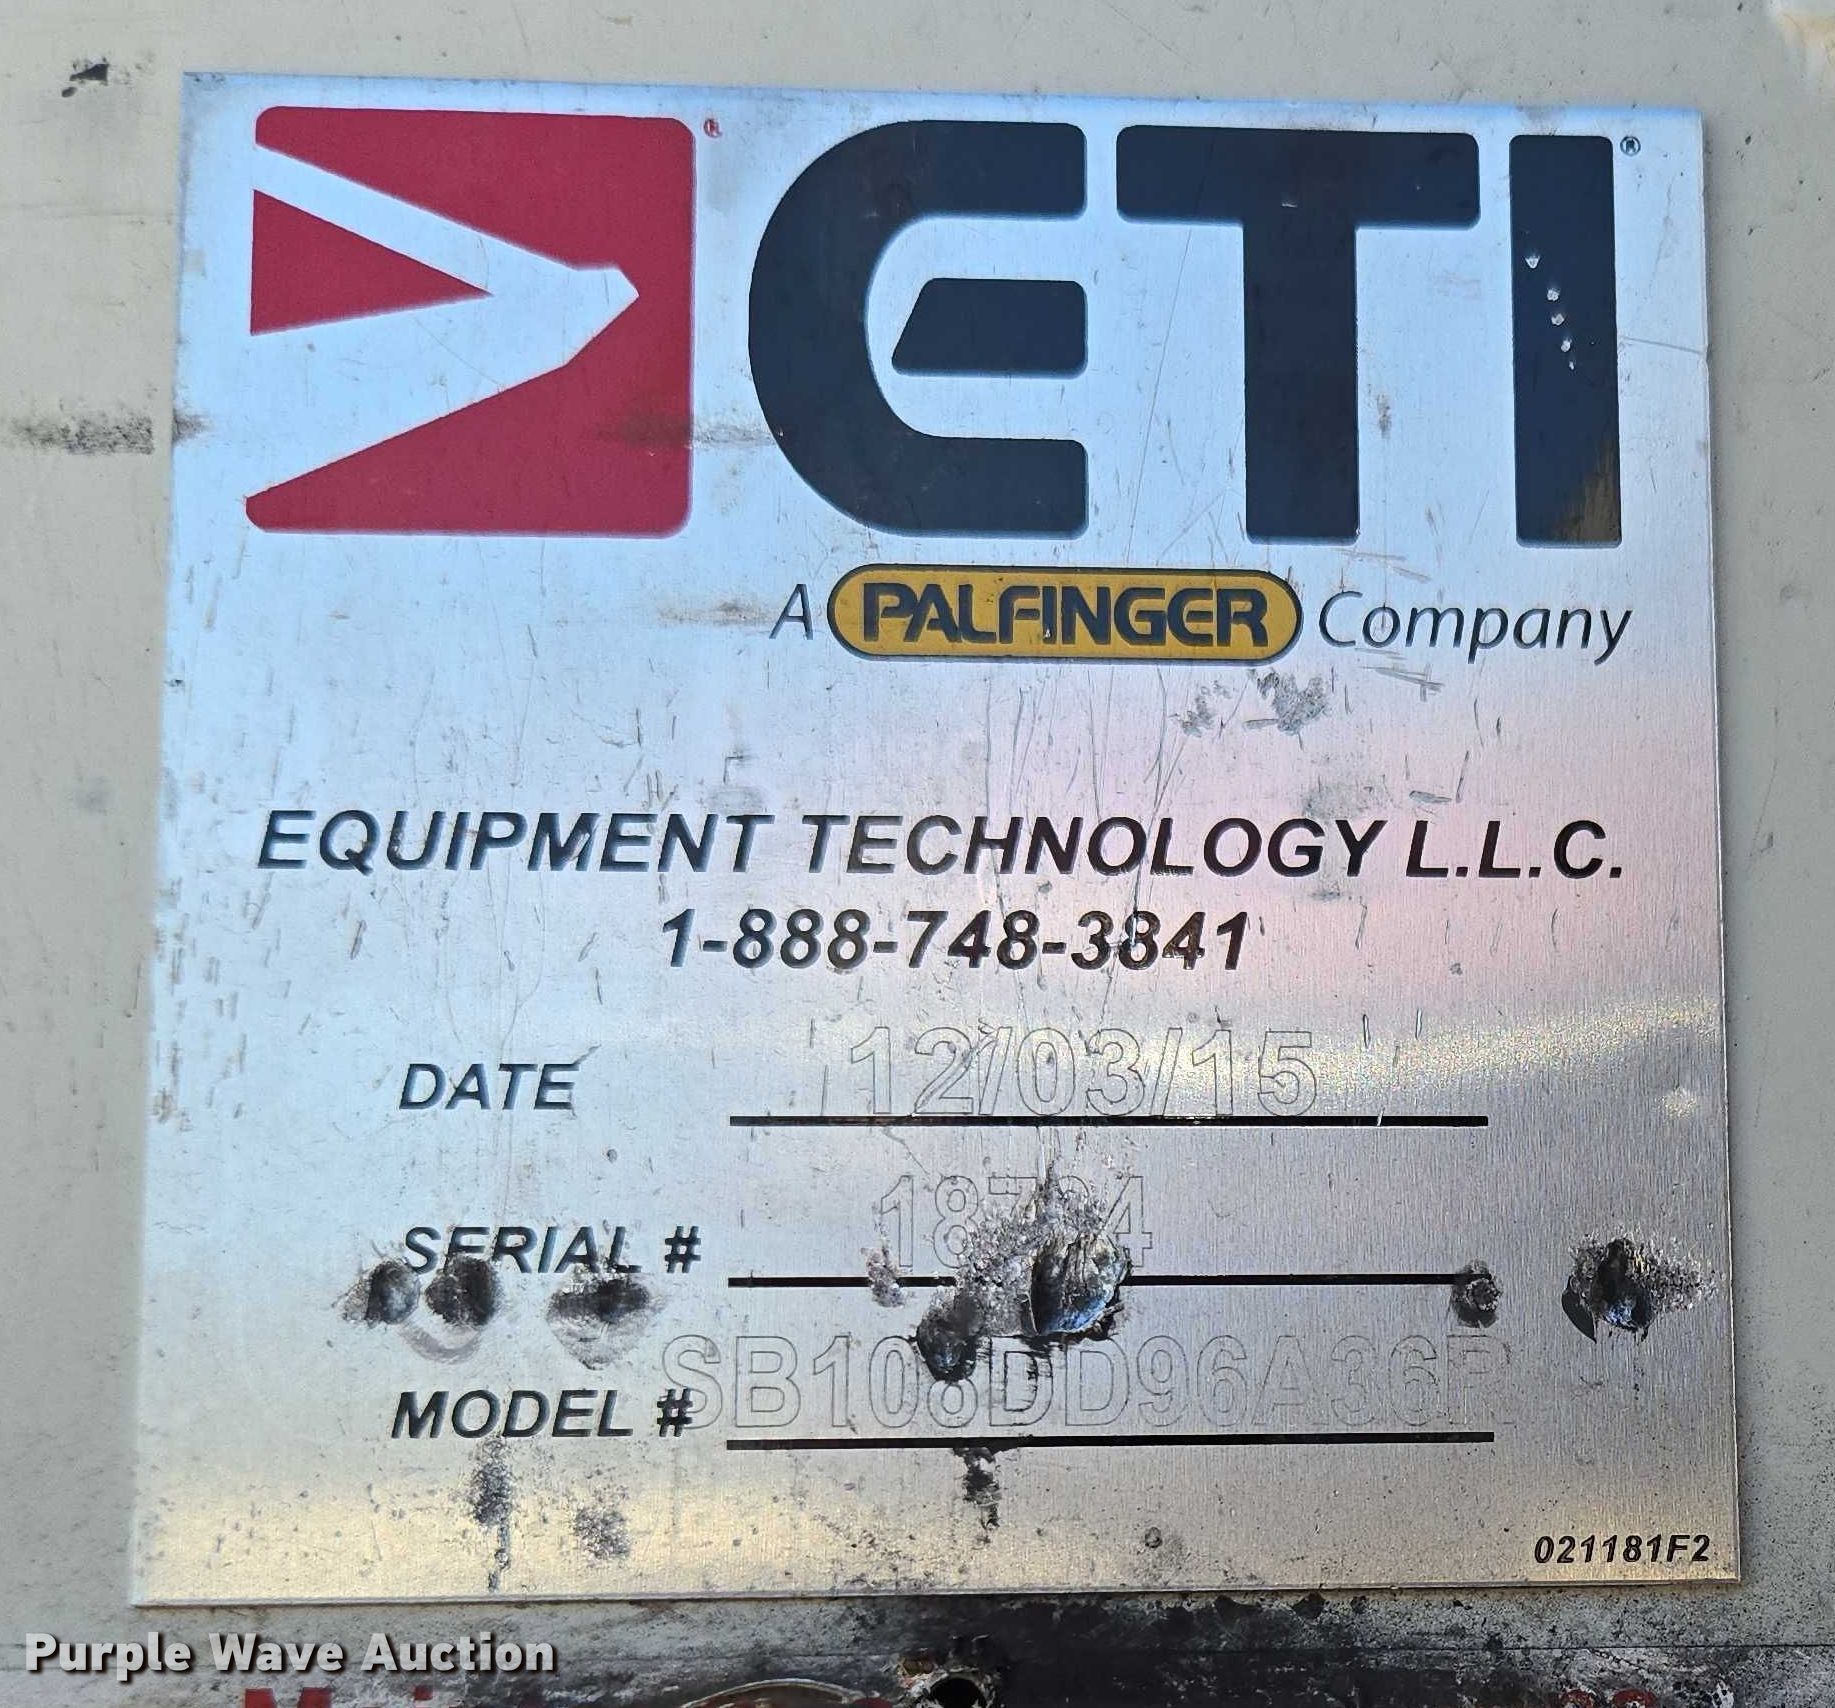 ETI
A PALFINGER Company
EQUIPMENT TECHNOLOGY L.L.C.
1-888-748-3841
DATE 12/03/15
SERIAL #
MODEL # SB108DD96A36R
021181F2
Purple Wave Auction